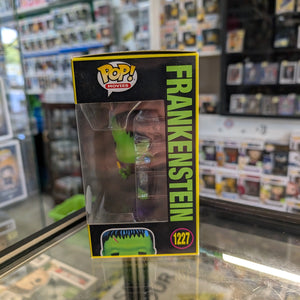 POP!
MOVIES
FRANKENSTEIN
1227